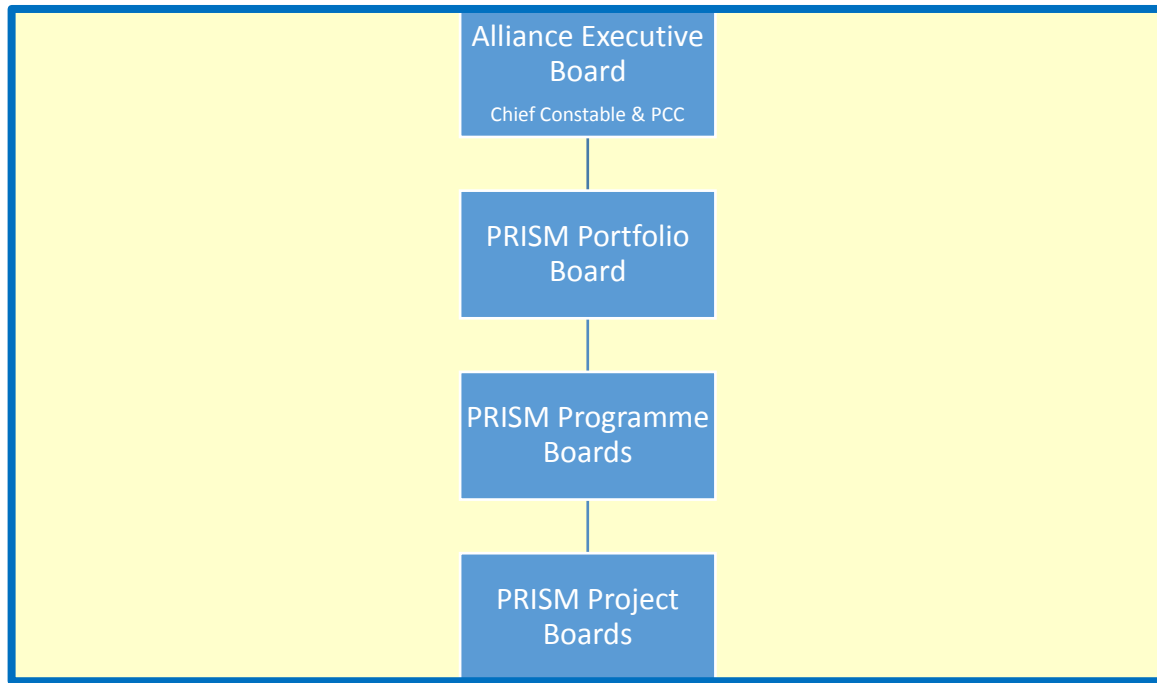 Alliance Executive
Board
Chief Constable & PCC
PRISM Portfolio
Board
PRISM Programme
Boards
PRISM Project
Boards